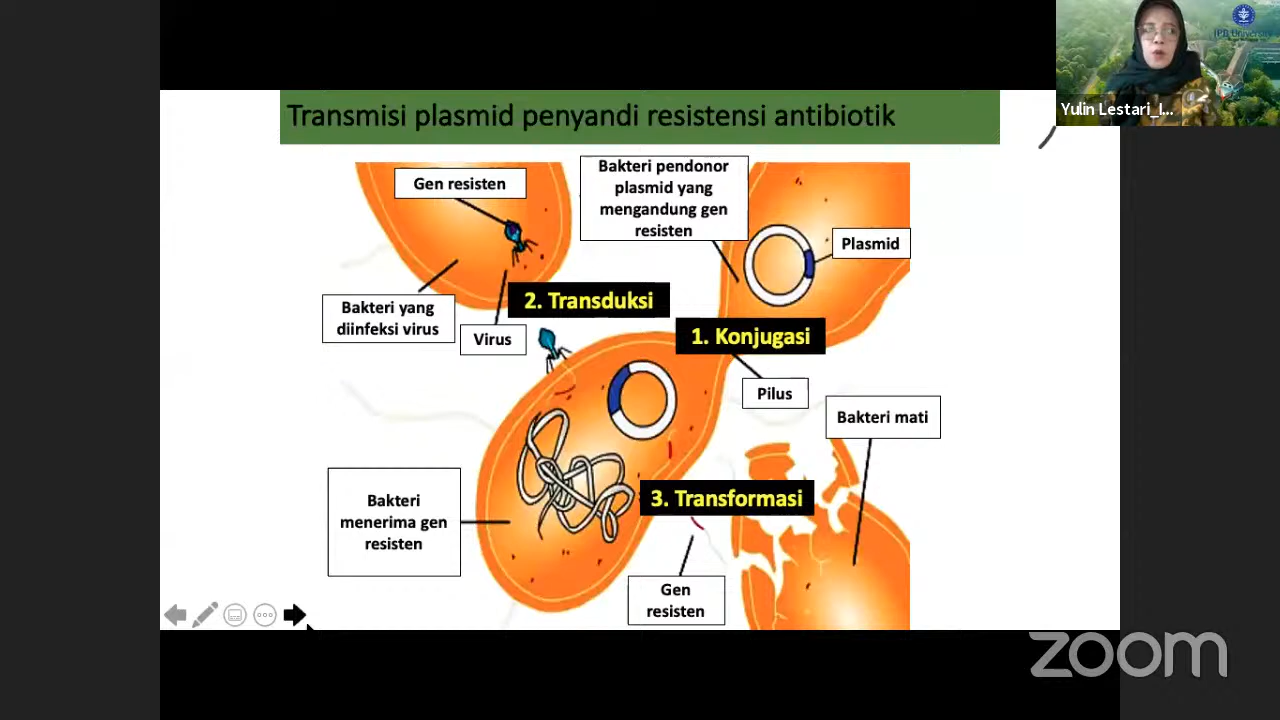 IPB University
Yulin Lestari_I...
Transmisi plasmid penyandi resistensi antibiotik
Gen resisten
Bakteri pendonor
plasmid yang
mengandung gen
resisten
Plasmid
Bakteri yang
diinfeksi virus
Virus
2. Transduksi
1. Konjugasi
Pilus
Bakteri mati
Bakteri
menerima gen
resisten
3. Transformasi
Gen
resisten
zoom